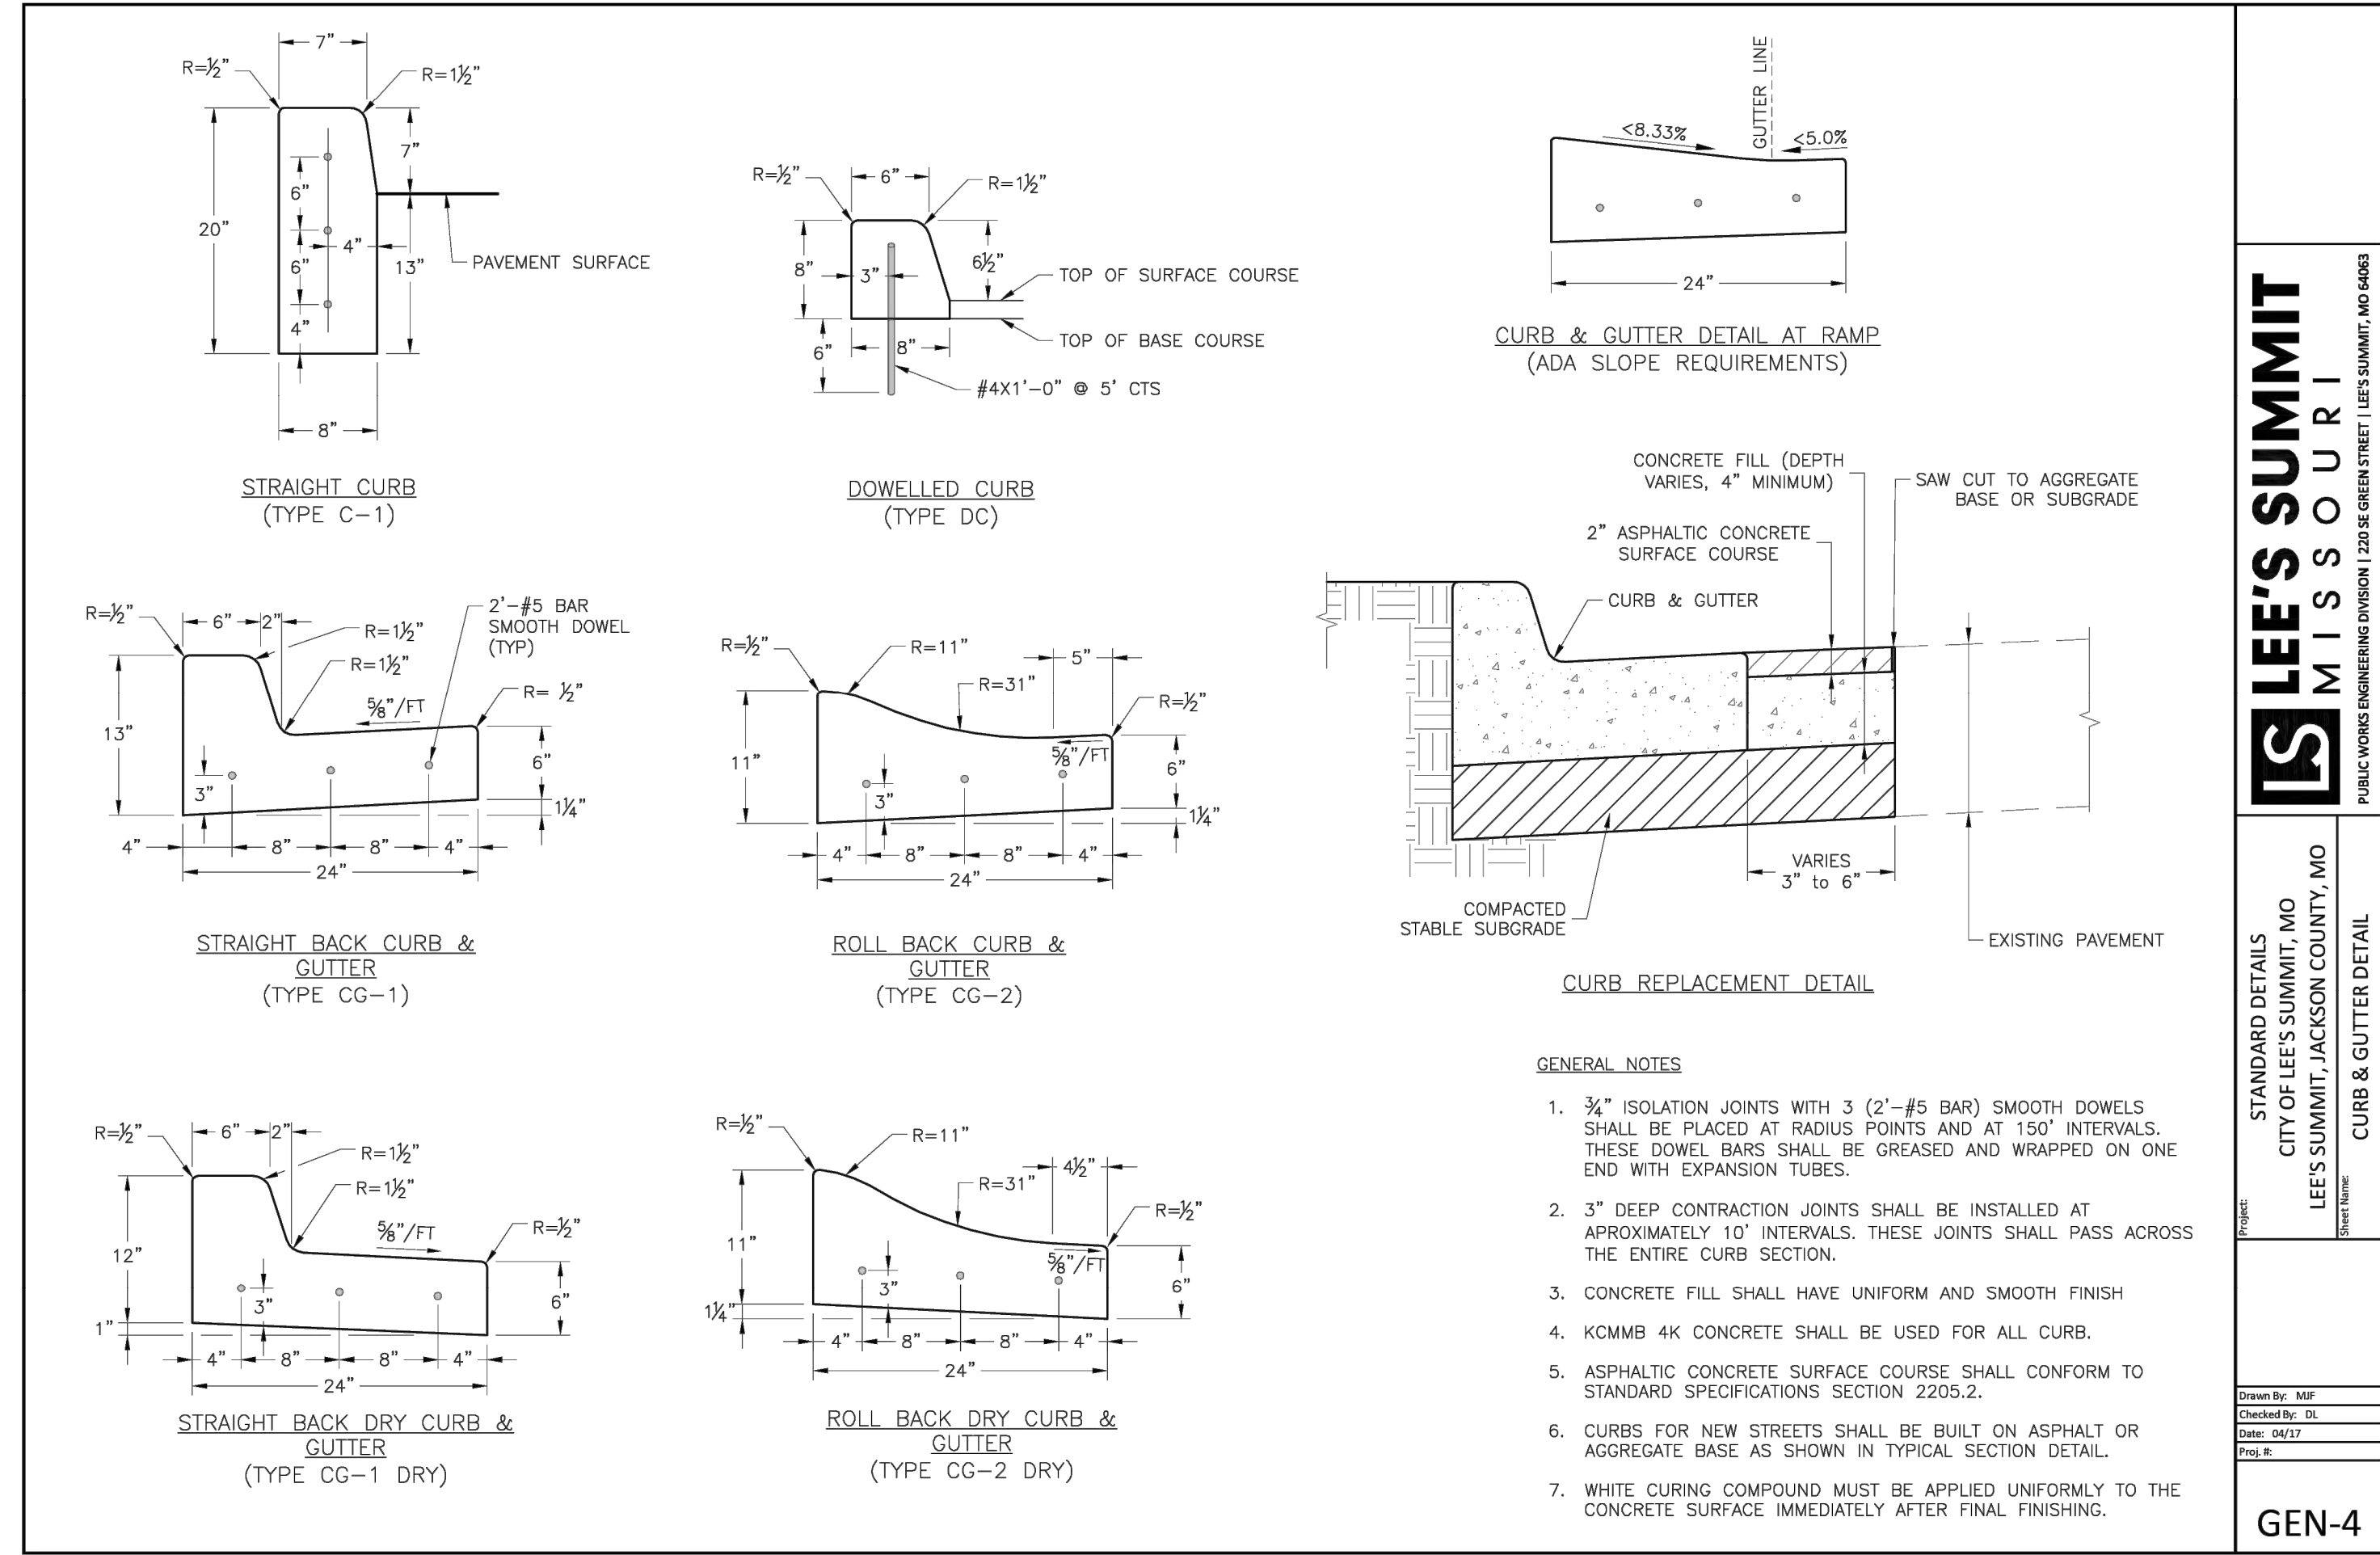 7”
R=½”
R=1½”
7”
6”
20”
4”
6”
13”
4”
PAVEMENT SURFACE
8”
STRAIGHT CURB
(TYPE C-1)
R=½”
6”
R=1½”
8”
3”
6½”
TOP OF SURFACE COURSE
TOP OF BASE COURSE
6”
8”
#4X1’-0” @ 5’ CTS
DOWELLED CURB
(TYPE DC)
GUTTER LINE
<8.33%
<5.0%
24”
CURB & GUTTER DETAIL AT RAMP
(ADA SLOPE REQUIREMENTS)
R=½”
6”
2”
R=1½”
R=1½”
2’-#5 BAR
SMOOTH DOWEL
(TYP)
⅝”/FT
R= ½”
13”
3”
6”
1¼”
4”
8”
8”
4”
24”
STRAIGHT BACK CURB &
GUTTER
(TYPE CG-1)
R=½”
R=11”
5”
R=31”
R=½”
11”
⅝”/FT
6”
3”
1¼”
4”
8”
8”
4”
24”
ROLL BACK CURB &
GUTTER
(TYPE CG-2)
CONCRETE FILL (DEPTH
VARIES, 4” MINIMUM)
SAW CUT TO AGGREGATE
BASE OR SUBGRADE
2” ASPHALTIC CONCRETE
SURFACE COURSE
CURB & GUTTER
VARIES
3” to 6”
COMPACTED
STABLE SUBGRADE
EXISTING PAVEMENT
CURB REPLACEMENT DETAIL
R=½”
6”
2”
R=1½”
R=1½”
⅝”/FT
R=½”
12”
3”
6”
1”
4”
8”
8”
4”
24”
STRAIGHT BACK DRY CURB &
GUTTER
(TYPE CG-1 DRY)
R=½”
R=11”
4½”
R=31”
R=½”
11”
⅝”/FT
3”
6”
1¼”
4”
8”
8”
4”
24”
ROLL BACK DRY CURB &
GUTTER
(TYPE CG-2 DRY)
GENERAL NOTES
1. ¾” ISOLATION JOINTS WITH 3 (2’-#5 BAR) SMOOTH DOWELS
SHALL BE PLACED AT RADIUS POINTS AND AT 150’ INTERVALS.
THESE DOWEL BARS SHALL BE GREASED AND WRAPPED ON ONE
END WITH EXPANSION TUBES.
2. 3” DEEP CONTRACTION JOINTS SHALL BE INSTALLED AT
APROXIMATELY 10’ INTERVALS. THESE JOINTS SHALL PASS ACROSS
THE ENTIRE CURB SECTION.
3. CONCRETE FILL SHALL HAVE UNIFORM AND SMOOTH FINISH
4. KCMMB 4K CONCRETE SHALL BE USED FOR ALL CURB.
5. ASPHALTIC CONCRETE SURFACE COURSE SHALL CONFORM TO
STANDARD SPECIFICATIONS SECTION 2205.2.
6. CURBS FOR NEW STREETS SHALL BE BUILT ON ASPHALT OR
AGGREGATE BASE AS SHOWN IN TYPICAL SECTION DETAIL.
7. WHITE CURING COMPOUND MUST BE APPLIED UNIFORMLY TO THE
CONCRETE SURFACE IMMEDIATELY AFTER FINAL FINISHING.
LS
LEE'S SUMMIT
MISSOURI
PUBLIC WORKS ENGINEERING DIVISION | 220 SE GREEN STREET | LEE'S SUMMIT, MO 64063
Project:
STANDARD DETAILS
CITY OF LEE'S SUMMIT, MO
LEE'S SUMMIT, JACKSON COUNTY, MO
Sheet Name:
CURB & GUTTER DETAIL
Drawn By: MJF
Checked By: DL
Date: 04/17
Proj. #:
GEN-4